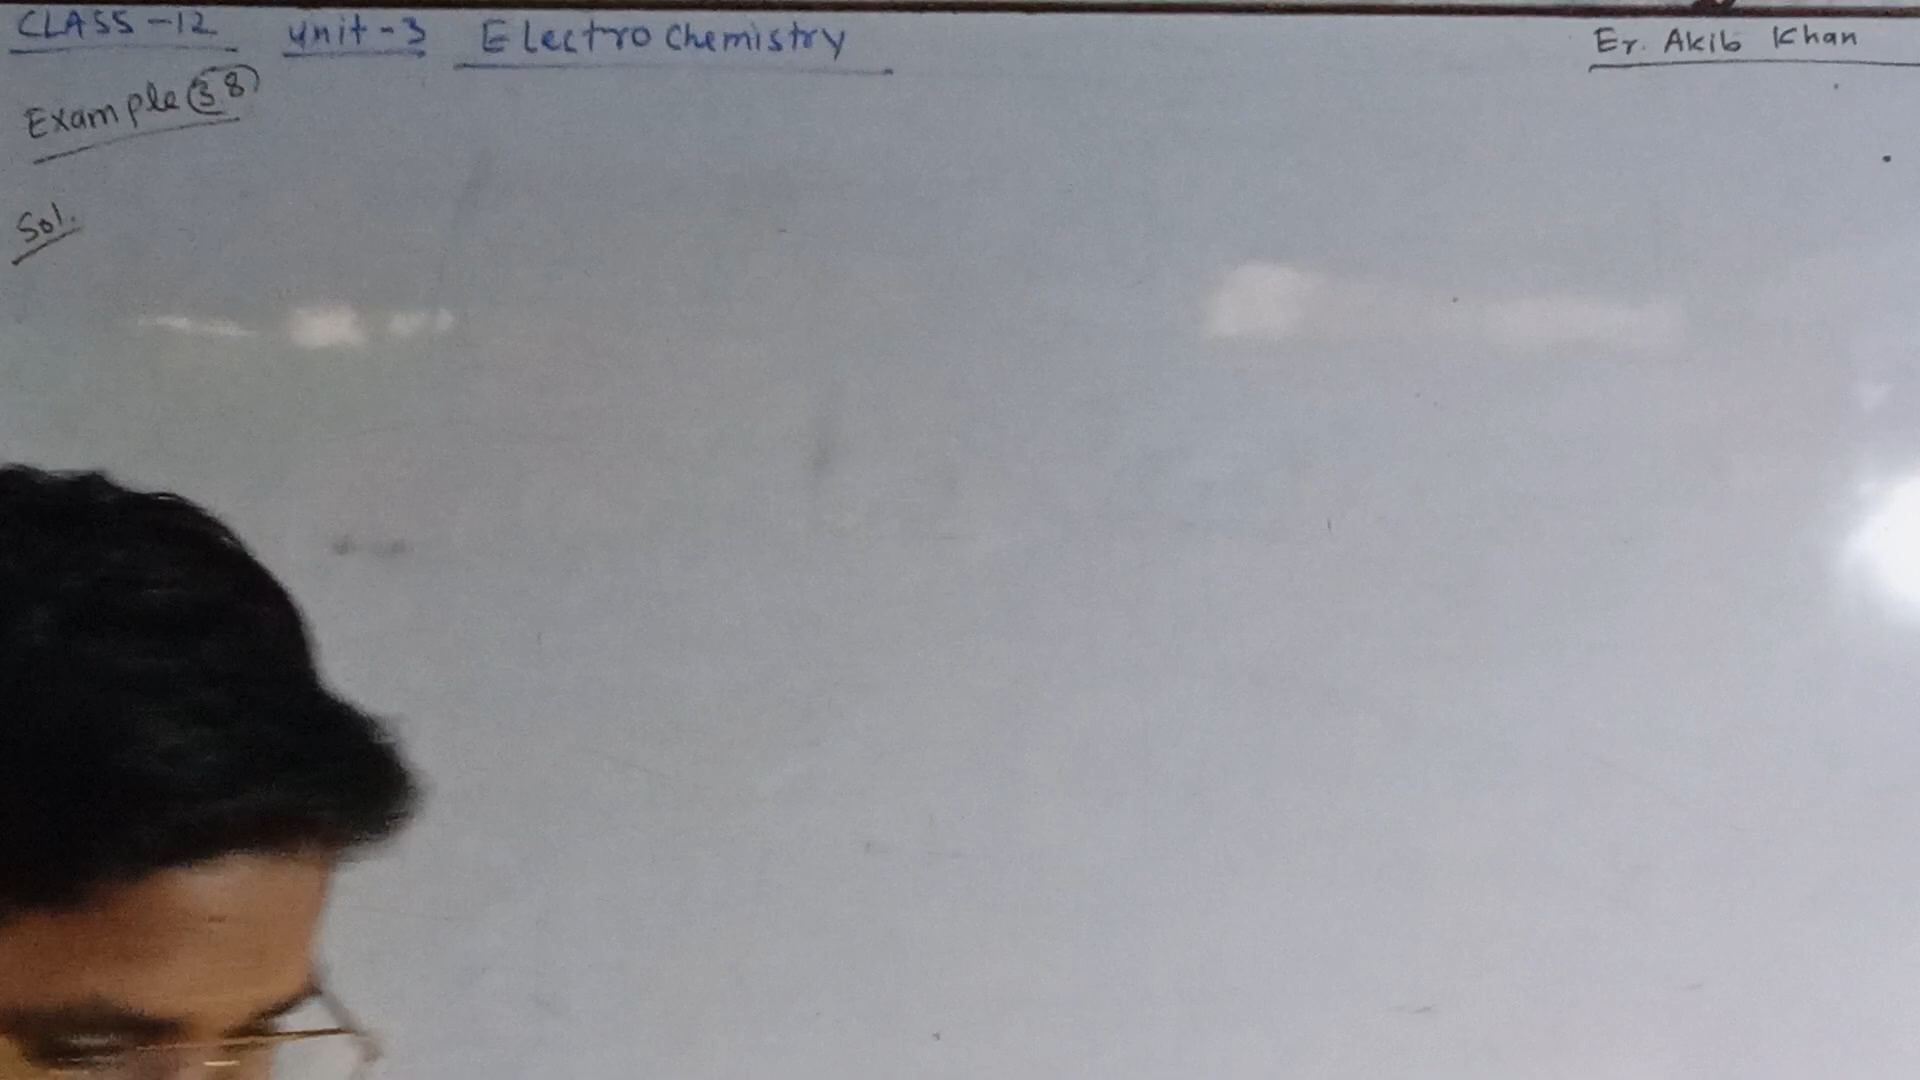 CLASS-12 Unit-3 Electro Chemistry Er. Akib Khan
Example 3.8
Sol.